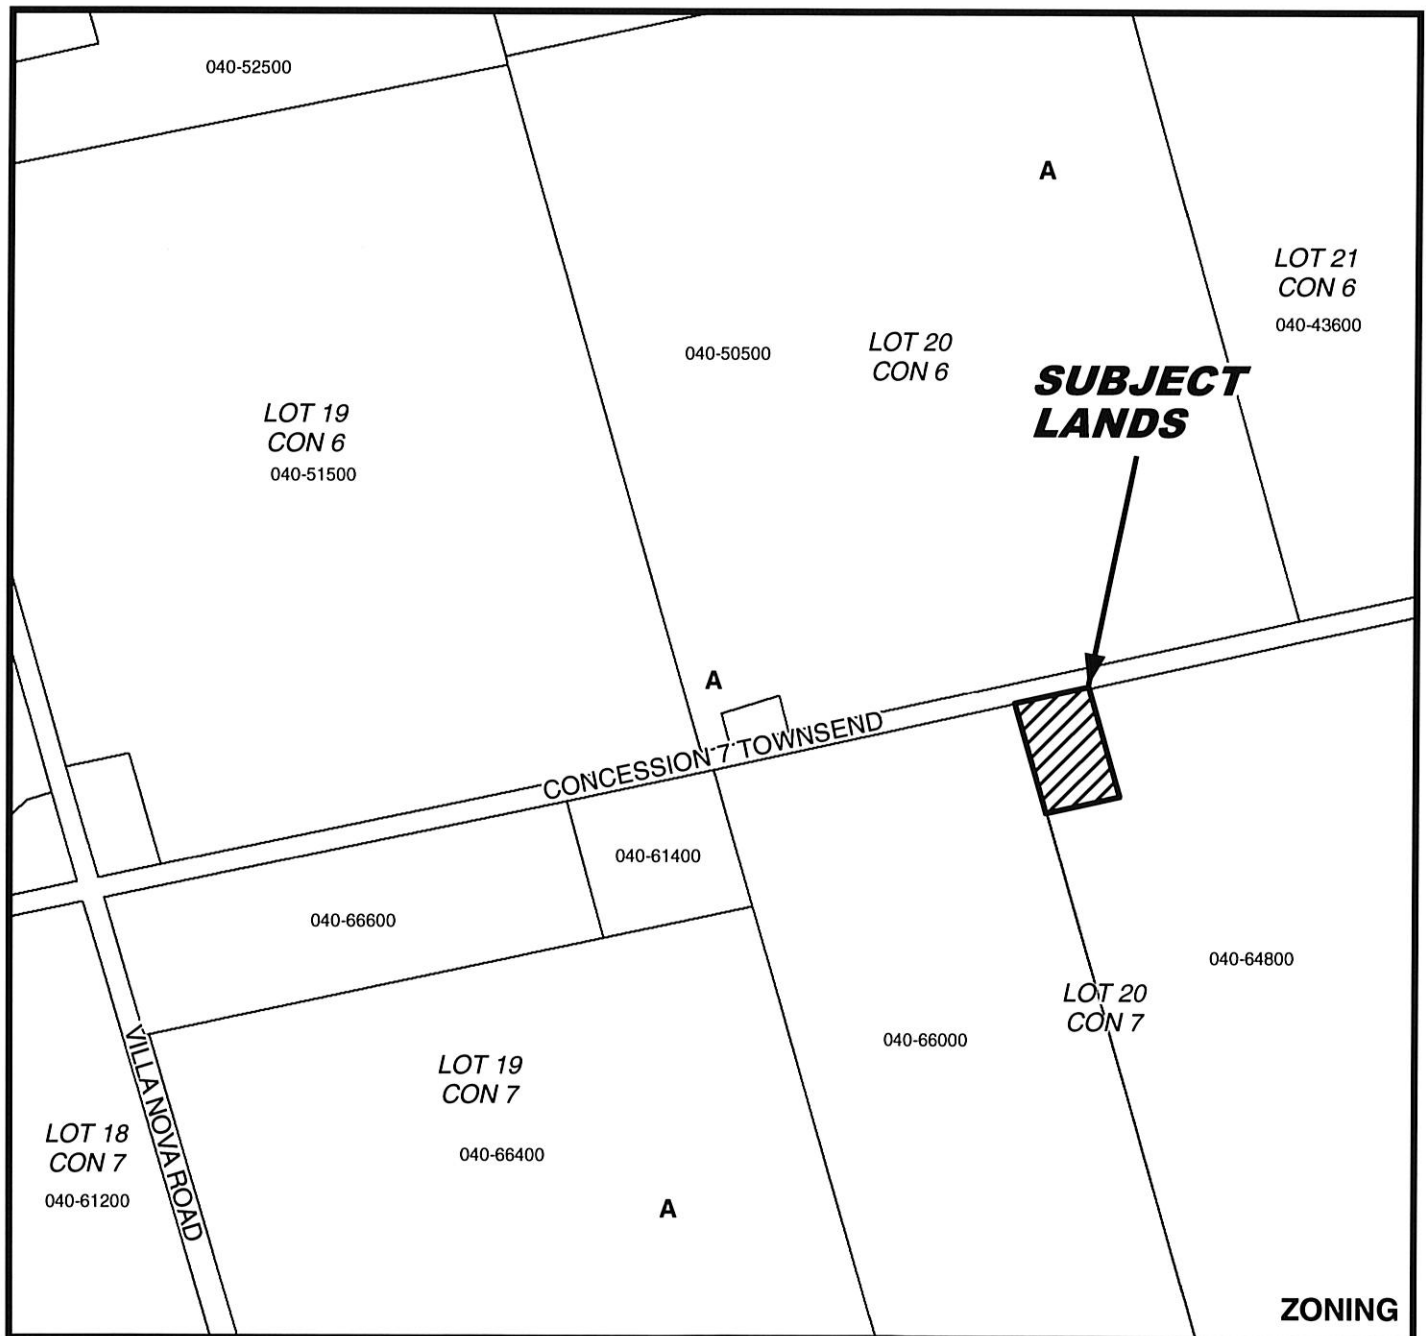 040-52500
A
LOT 21
CON 6
040-43600
040-50500
LOT 20
CON 6
SUBJECT
LANDS
LOT 19
CON 6
040-51500
A
CONCESSION 7 TOWNSEND
040-61400
040-66600
040-64800
LOT 20
CON 7
040-66000
LOT 19
CON 7
040-66400
VILLA NOVA ROAD
LOT 18
CON 7
040-61200
A
ZONING